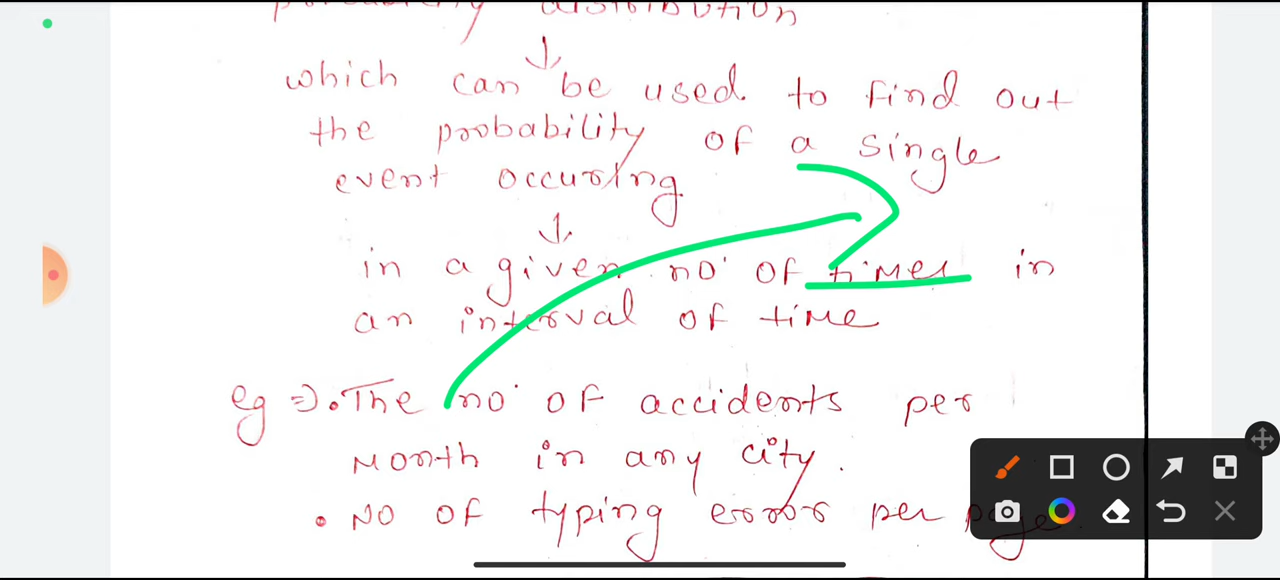 distribution
which can be used to find out
the probability of a single
event occuring
in a given no of times in
an interval of time
eg => • The no of accidents per
Month in any city.
• No of typing error per page.